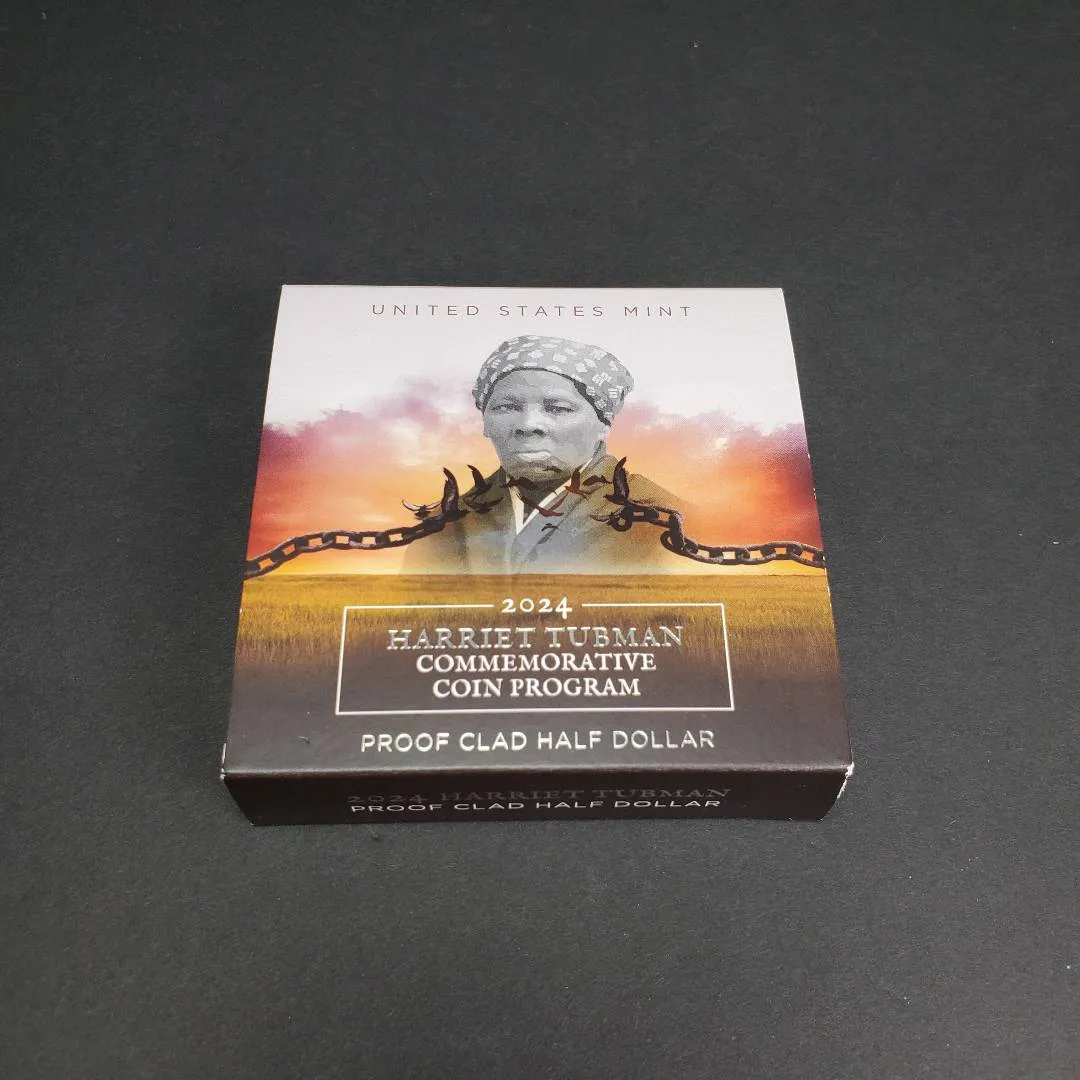 UNITED STATES MINT
2024
HARRIET TUBMAN
COMMEMORATIVE
COIN PROGRAM
PROOF CLAD HALF DOLLAR
2024 HARRIET TUBMAN
PROOF CLAD HALF DOLLAR